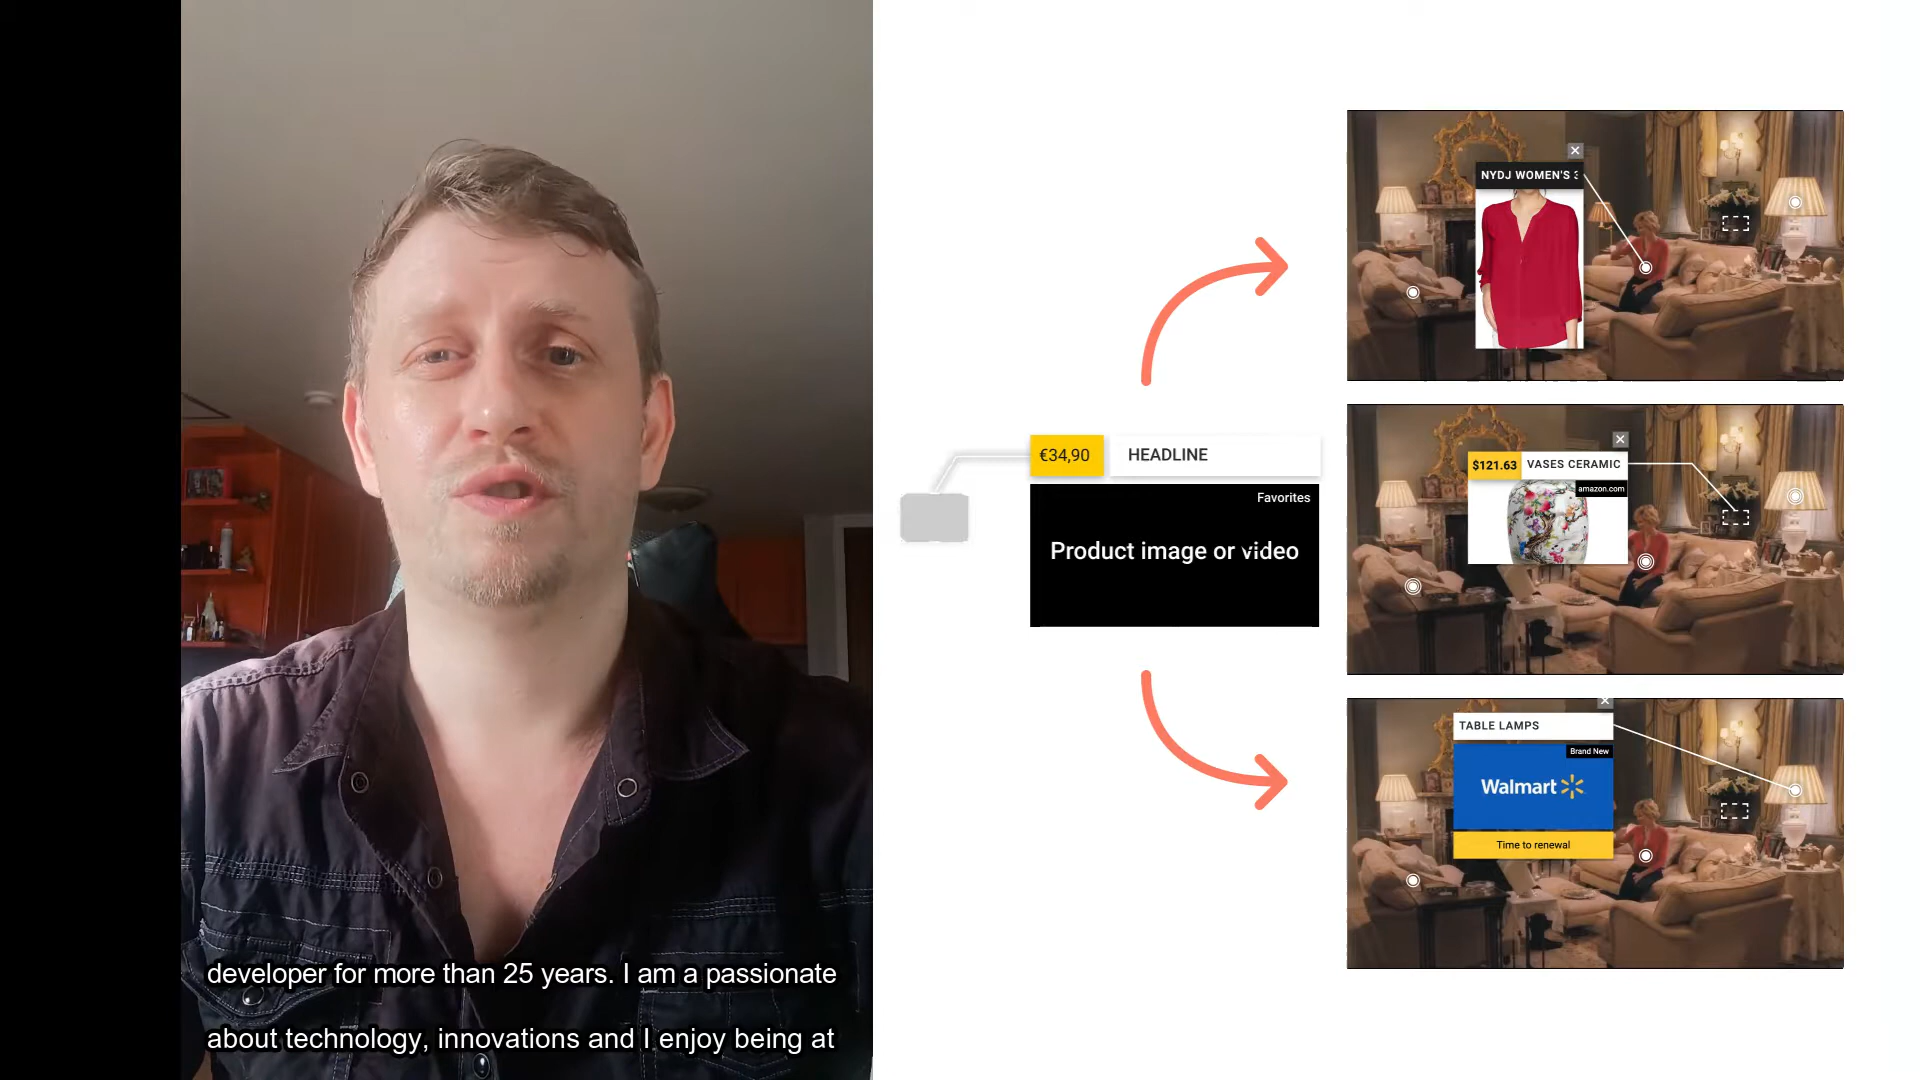 developer for more than 25 years. I am a passionate
about technology, innovations and I enjoy being at
€34,90
HEADLINE
Favorites
Product image or video
NYDJ WOMEN'S
$121.63
VASES CERAMIC
amazon.com
TABLE LAMPS
Brand New
Walmart
Time to renewal